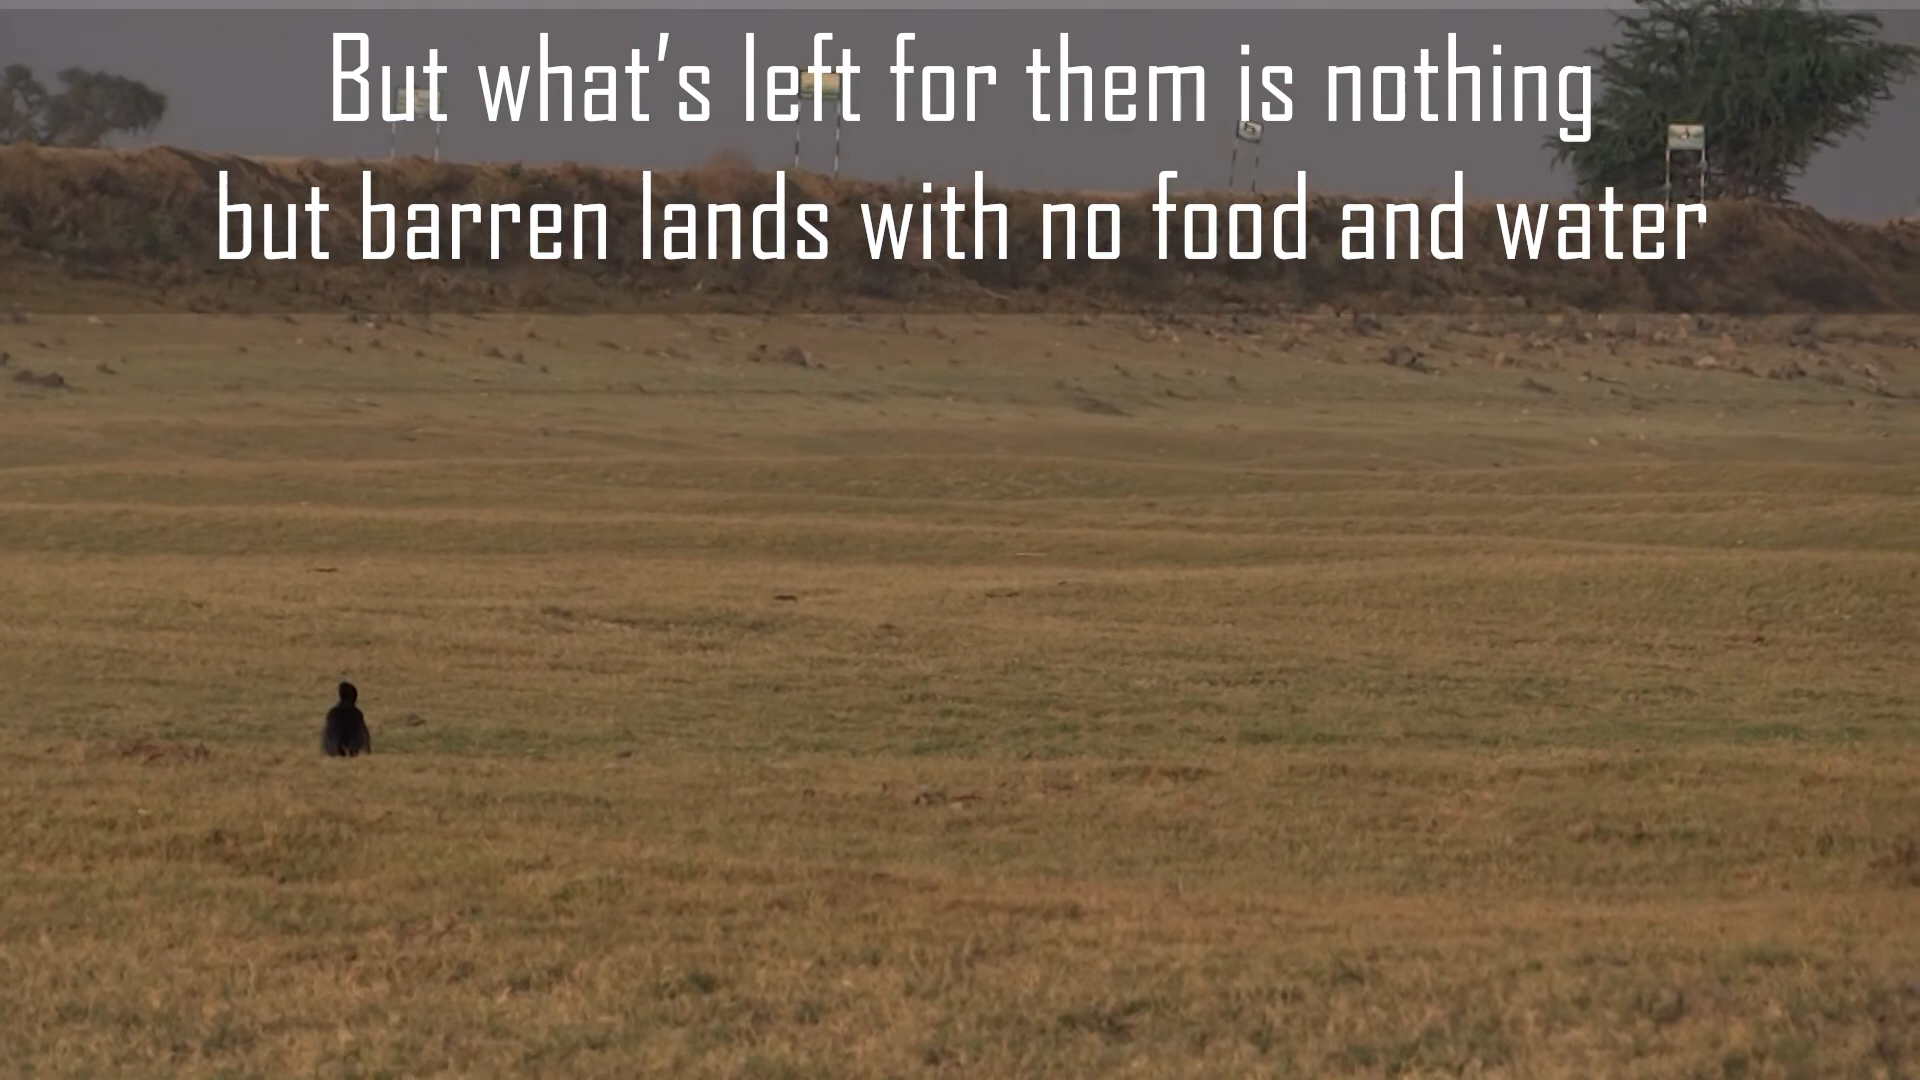 But what's left for them is nothing
but barren lands with no food and water